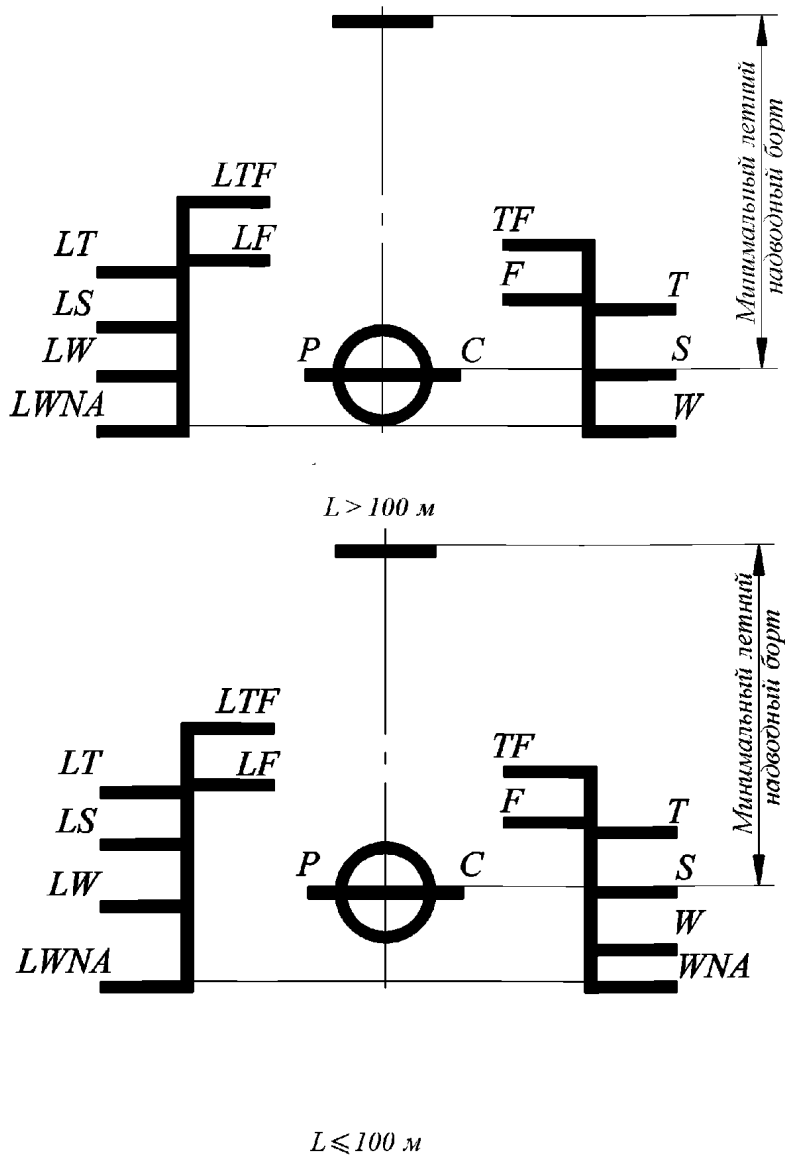 LTF
TF
LT
LF
F
T
LS
LW
P
C
S
LWNA
W
Минимальный летний
надводный борт
L > 100 м
LTF
TF
LT
LF
F
T
LS
P
C
S
LW
W
LWNA
WNA
Минимальный летний
надводный борт
L ⩽ 100 м